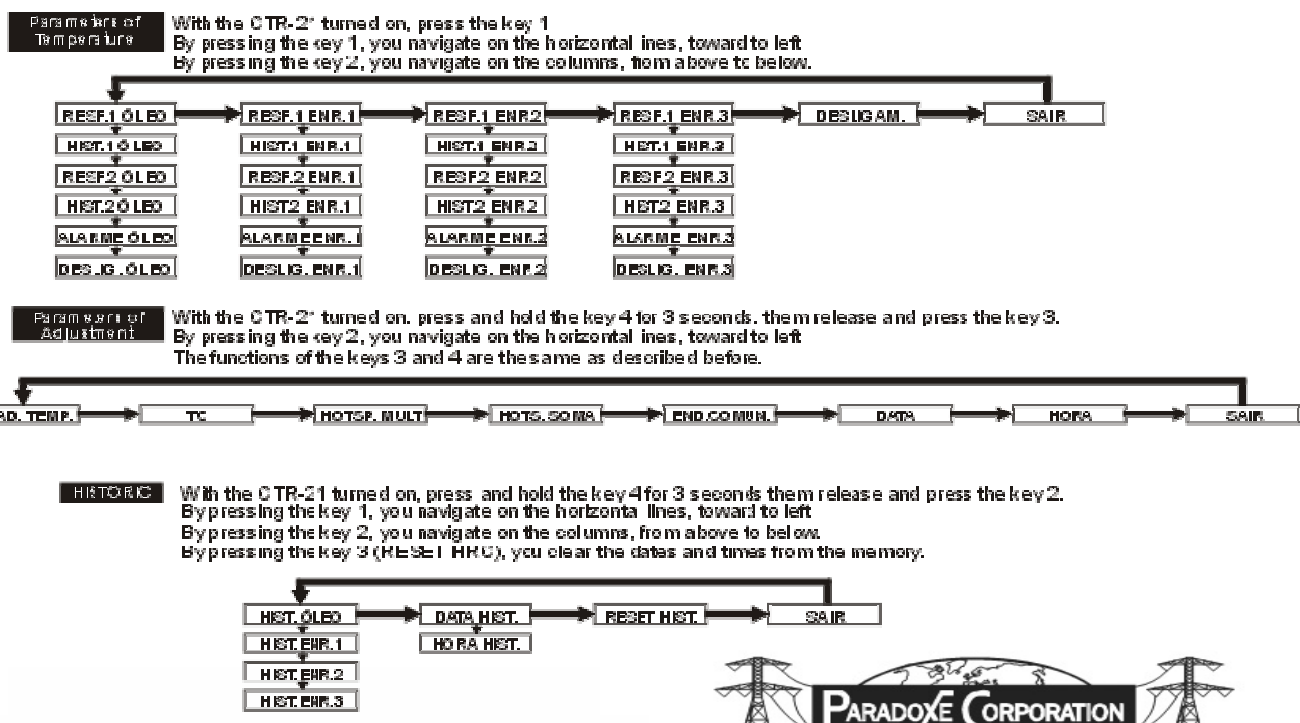 Parameters of
Temperature
With the CTR-21 turned on, press the key 1
By pressing the key 1, you navigate on the horizontal lines, toward to left
By pressing the key 2, you navigate on the columns, from above to below.
RESF.1 ÓLEO RESF.1 ENR.1 RESF.1 ENR.2 RESF.1 ENR.3 DESLIGAM. SAIR
HIST.1 ÓLEO HIST.1 ENR.1 HIST.1 ENR.2 HIST.1 ENR.3
RESF.2 ÓLEO RESF.2 ENR.1 RESF.2 ENR.2 RESF.2 ENR.3
HIST.2 ÓLEO HIST.2 ENR.1 HIST.2 ENR.2 HIST.2 ENR.3
ALARME ÓLEO ALARME ENR.1 ALARME ENR.2 ALARME ENR.3
DESLIG. ÓLEO DESLIG. ENR.1 DESLIG. ENR.2 DESLIG. ENR.3
Parameters of
Adjustment
With the CTR-21 turned on, press and hold the key 4 for 3 seconds, them release and press the key 3.
By pressing the key 2, you navigate on the horizontal lines, toward to left
The functions of the keys 3 and 4 are the same as described before.
AD. TEMP. TC HOTSP. MULT HOTS. SOMA END.COMUN. DATA HORA SAIR
HISTORIC
With the CTR-21 turned on, press and hold the key 4 for 3 seconds them release and press the key 2.
By pressing the key 1, you navigate on the horizontal lines, toward to left
By pressing the key 2, you navigate on the columns, from above to below.
By pressing the key 3 (RESET HRC), you clear the dates and times from the memory.
HIST. ÓLEO DATA HIST. RESET HIST. SAIR
HIST. ENR.1 HORA HIST.
HIST. ENR.2
HIST. ENR.3
PARADOXE CORPORATION